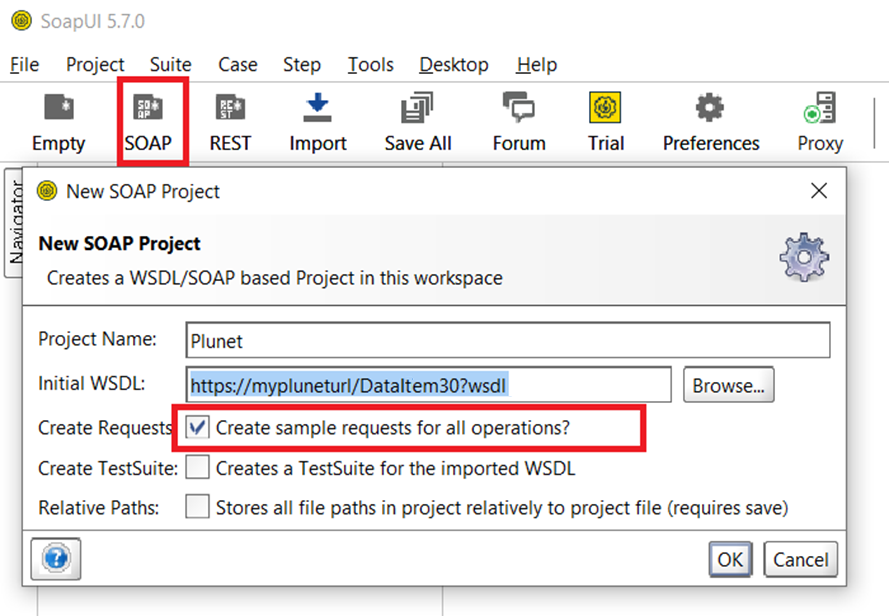 SoapUI 5.7.0
File Project Suite Case Step Tools Desktop Help
SO AP RE ST
Empty SOAP REST Import Save All Forum Trial Preferences Proxy
Navigator
New SOAP Project
New SOAP Project
Creates a WSDL/SOAP based Project in this workspace
Project Name: Plunet
Initial WSDL: https://mypluneturl/DataItem30?wsdl Browse...
Create Requests Create sample requests for all operations?
Create TestSuite: Creates a TestSuite for the imported WSDL
Relative Paths: Stores all file paths in project relatively to project file (requires save)
? OK Cancel